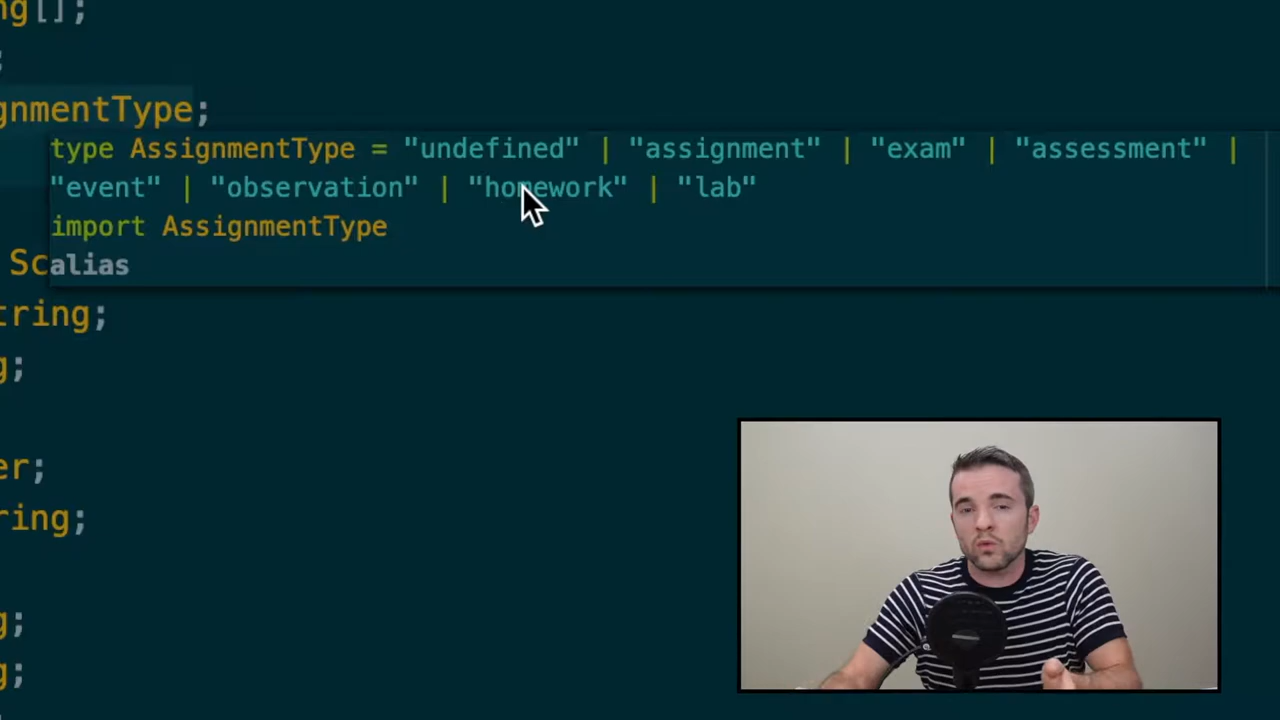 ng[];
;
gnmentType;
type AssignmentType = "undefined" | "assignment" | "exam" | "assessment" |
"event" | "observation" | "homework" | "lab"
import AssignmentType
Scalias
tring;
g;
er;
ring;
g;
g;